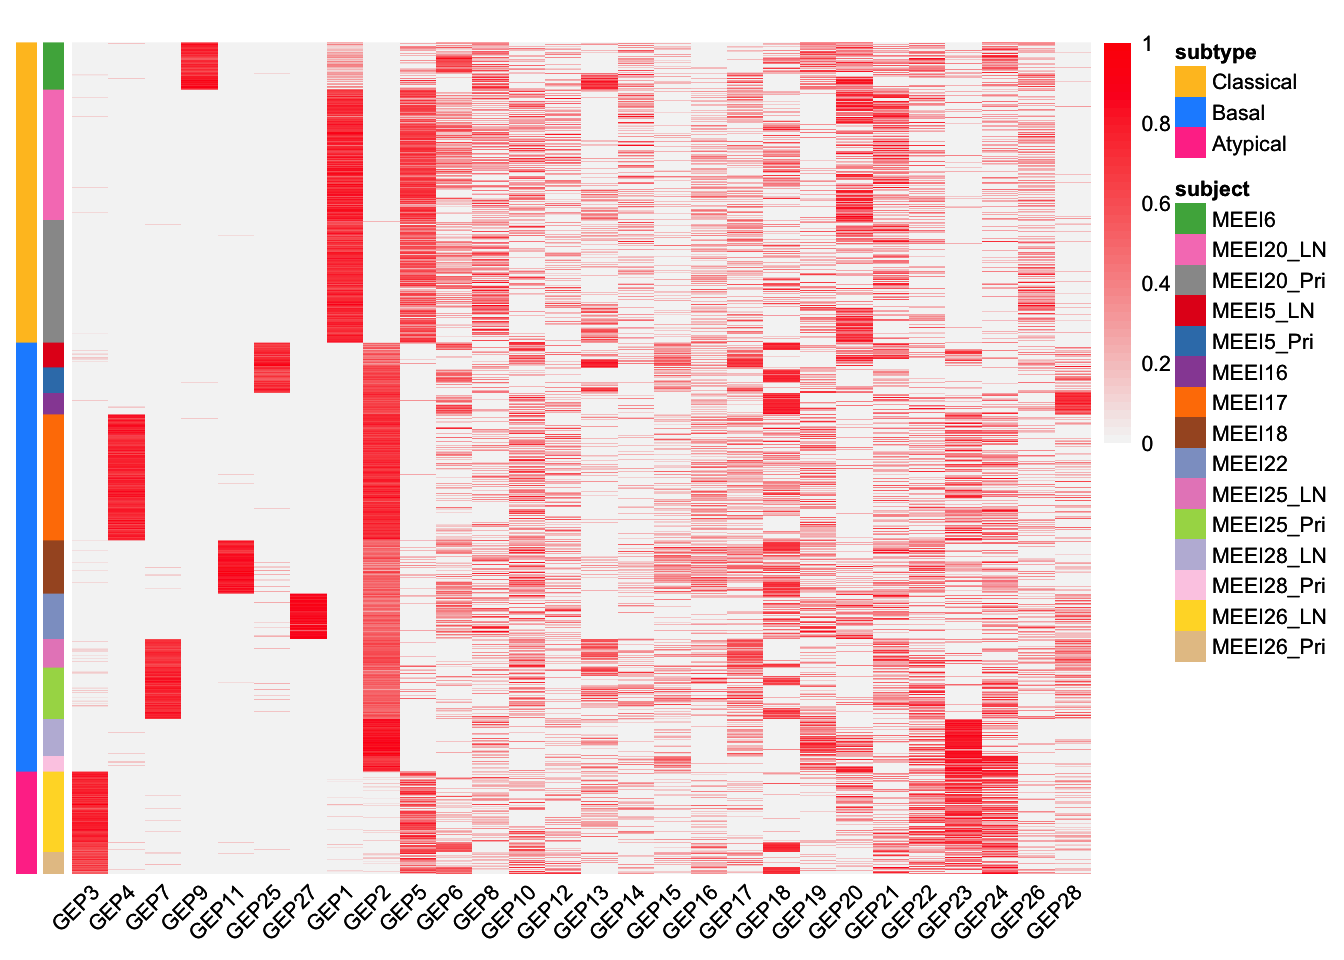 1
0.8
0.6
0.4
0.2
0
subtype
Classical
Basal
Atypical
subject
MEEI6
MEEI20_LN
MEEI20_Pri
MEEI5_LN
MEEI5_Pri
MEEI16
MEEI17
MEEI18
MEEI22
MEEI25_LN
MEEI25_Pri
MEEI28_LN
MEEI28_Pri
MEEI26_LN
MEEI26_Pri
GEP3
GEP4
GEP7
GEP9
GEP11
GEP25
GEP27
GEP1
GEP2
GEP5
GEP6
GEP8
GEP10
GEP12
GEP13
GEP14
GEP15
GEP16
GEP17
GEP18
GEP19
GEP20
GEP21
GEP22
GEP23
GEP24
GEP26
GEP28